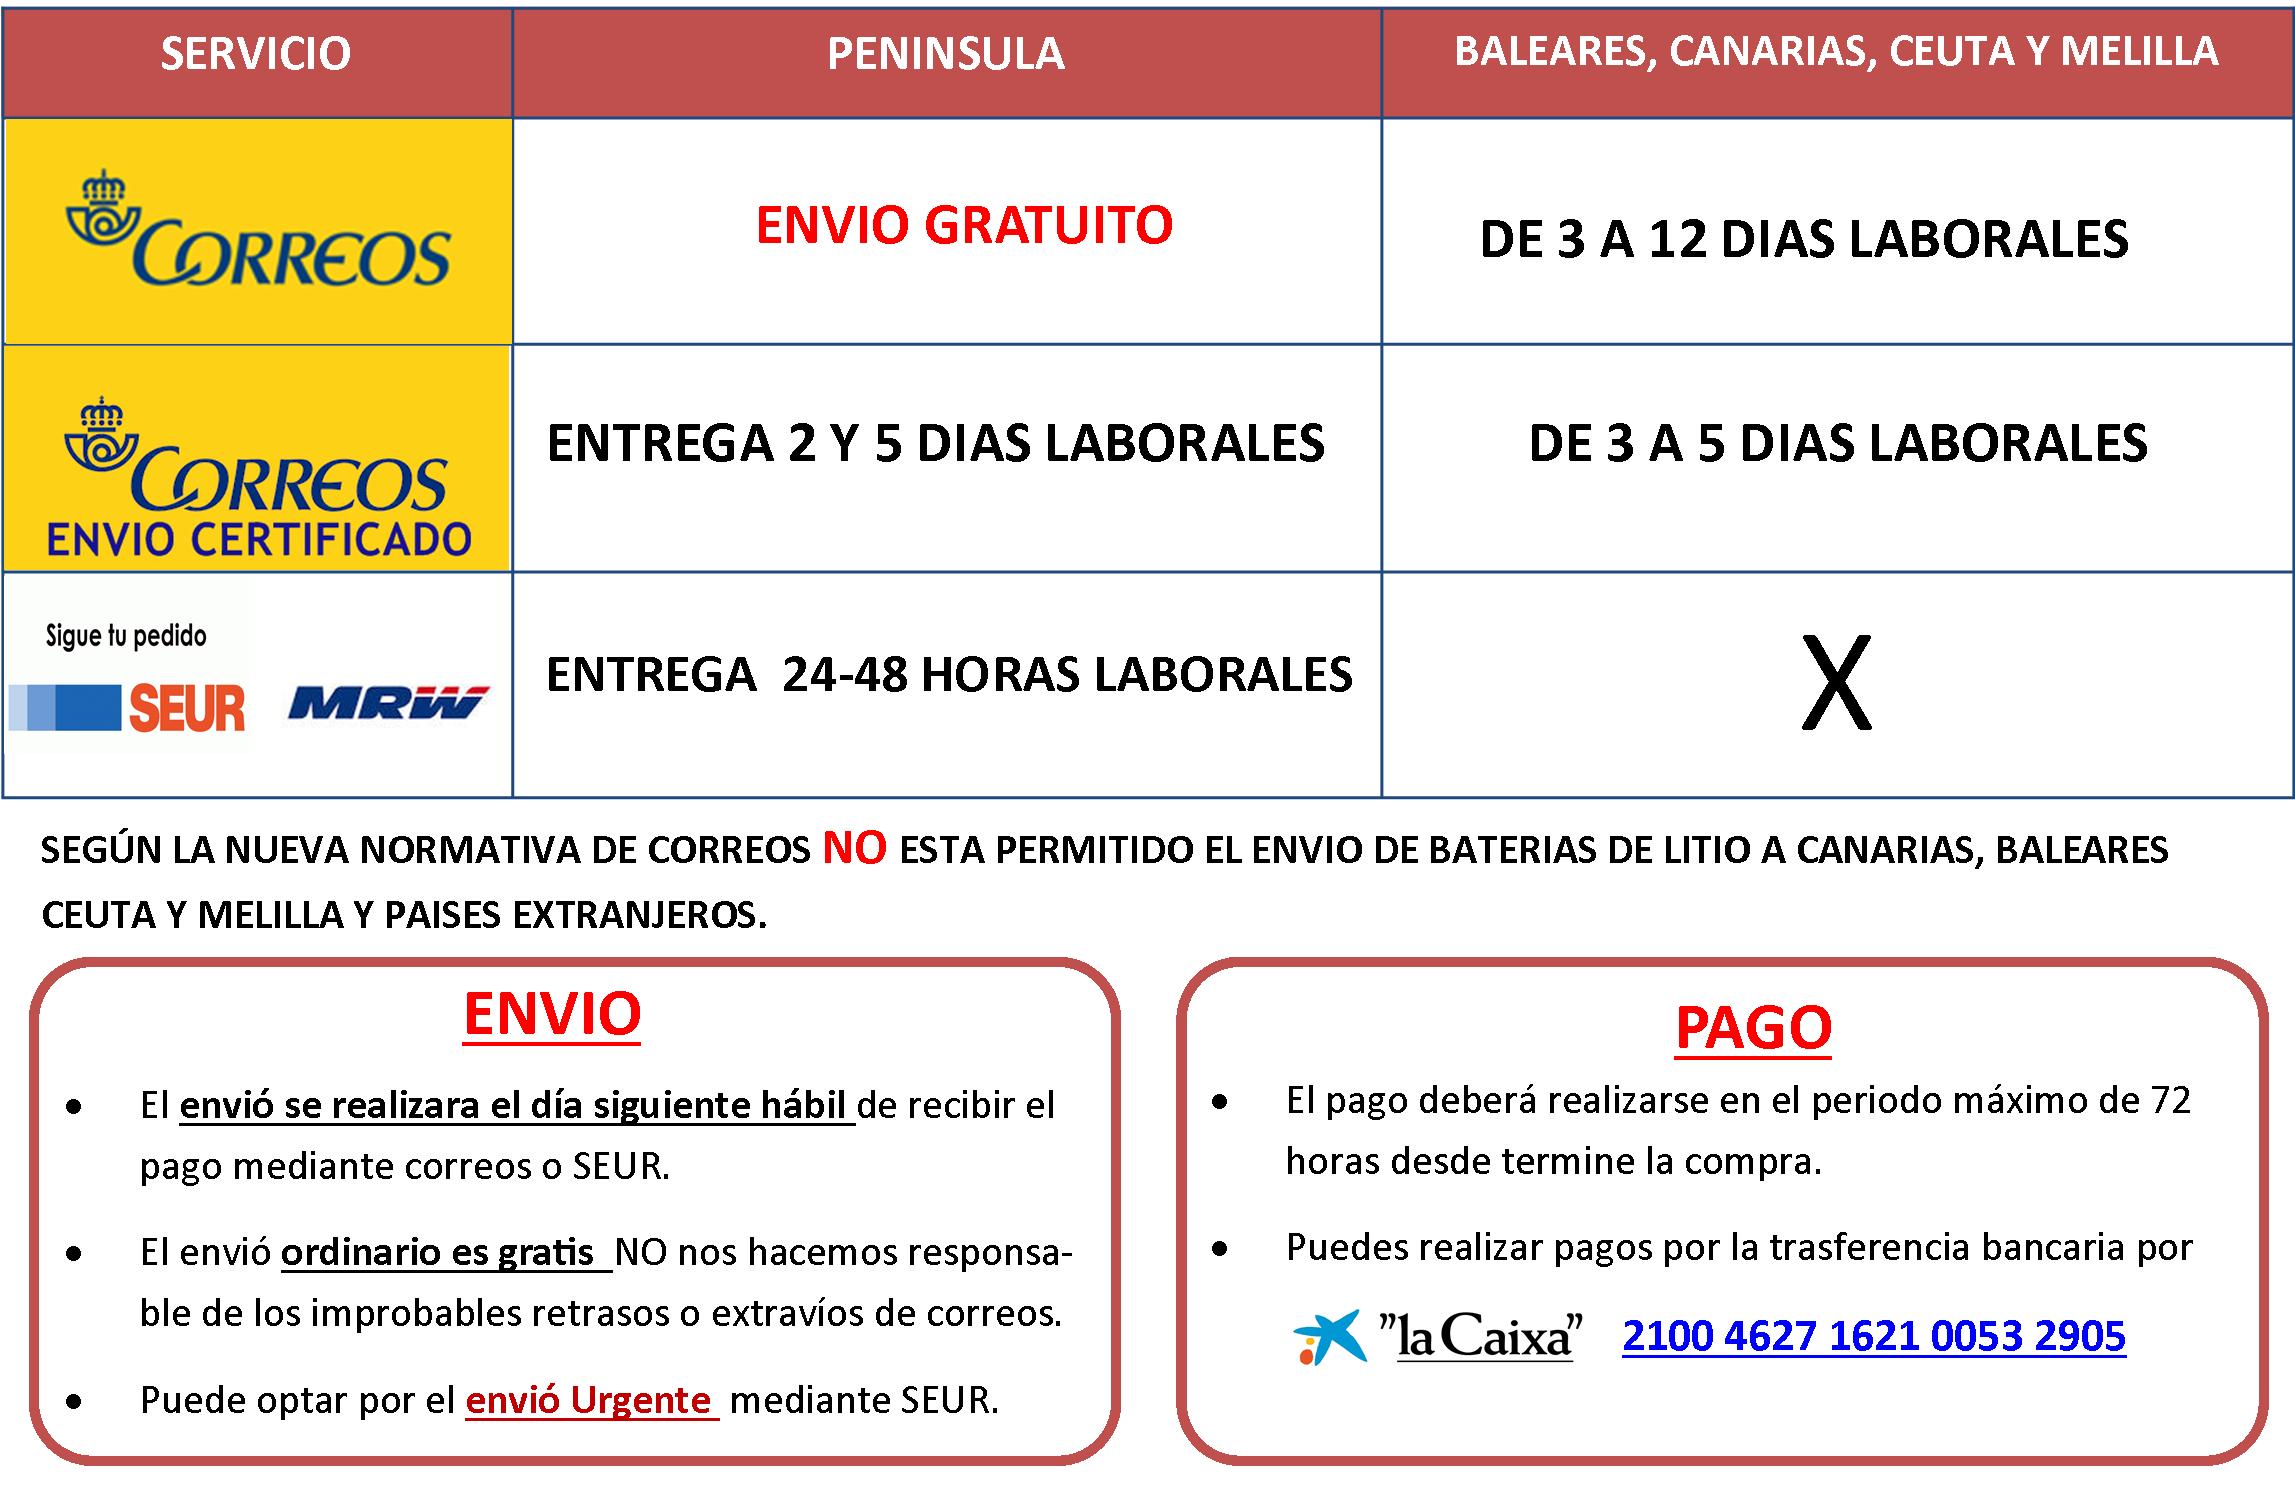 SERVICIO PENINSULA BALEARES, CANARIAS, CEUTA Y MELILLA
CORREOS ENVIO GRATUITO DE 3 A 12 DIAS LABORALES
CORREOS
ENVIO CERTIFICADO
ENTREGA 2 Y 5 DIAS LABORALES DE 3 A 5 DIAS LABORALES
Sigue tu pedido
SEUR MRW
ENTREGA 24-48 HORAS LABORALES X
SEGÚN LA NUEVA NORMATIVA DE CORREOS NO ESTA PERMITIDO EL ENVIO DE BATERIAS DE LITIO A CANARIAS, BALEARES
CEUTA Y MELILLA Y PAISES EXTRANJEROS.
ENVIO
• El envió se realizara el día siguiente hábil de recibir el
pago mediante correos o SEUR.
• El envió ordinario es gratis NO nos hacemos responsa-
ble de los improbables retrasos o extravíos de correos.
• Puede optar por el envió Urgente mediante SEUR.
PAGO
• El pago deberá realizarse en el periodo máximo de 72
horas desde termine la compra.
• Puedes realizar pagos por la trasferencia bancaria por
"la Caixa" 2100 4627 1621 0053 2905